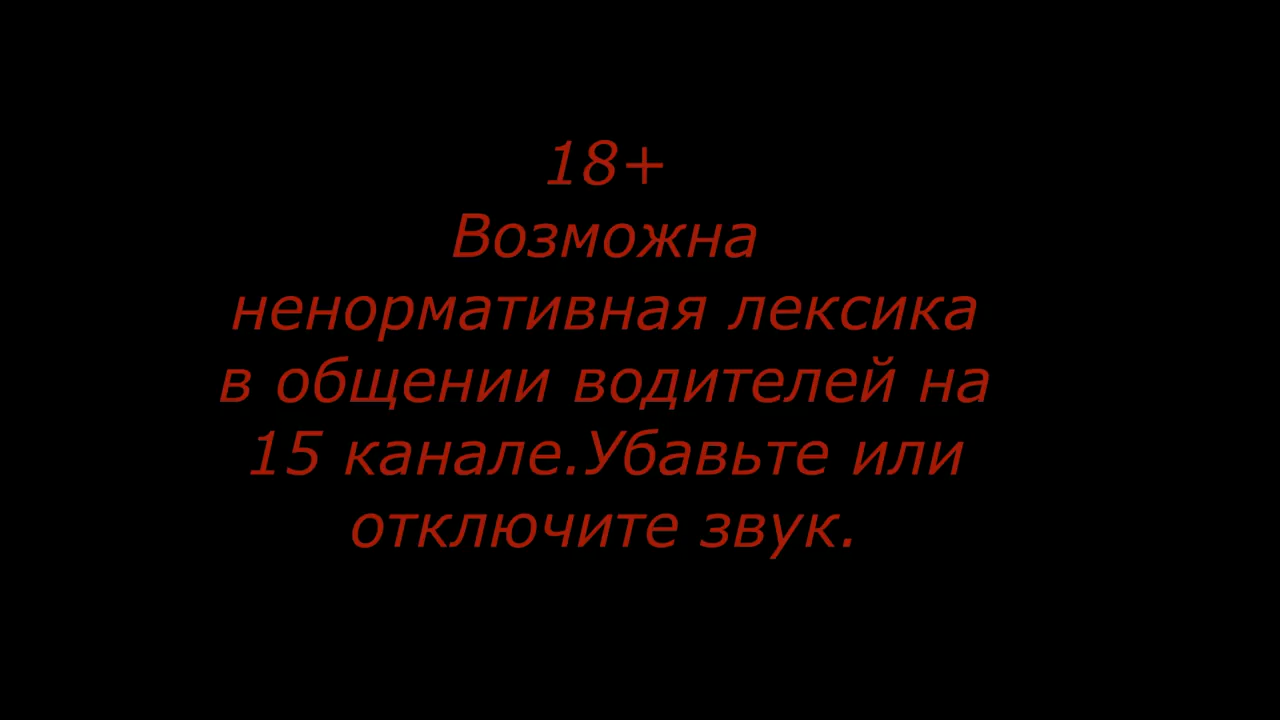 18+
Возможна
ненормативная лексика
в общении водителей на
15 канале.Убавьте или
отключите звук.